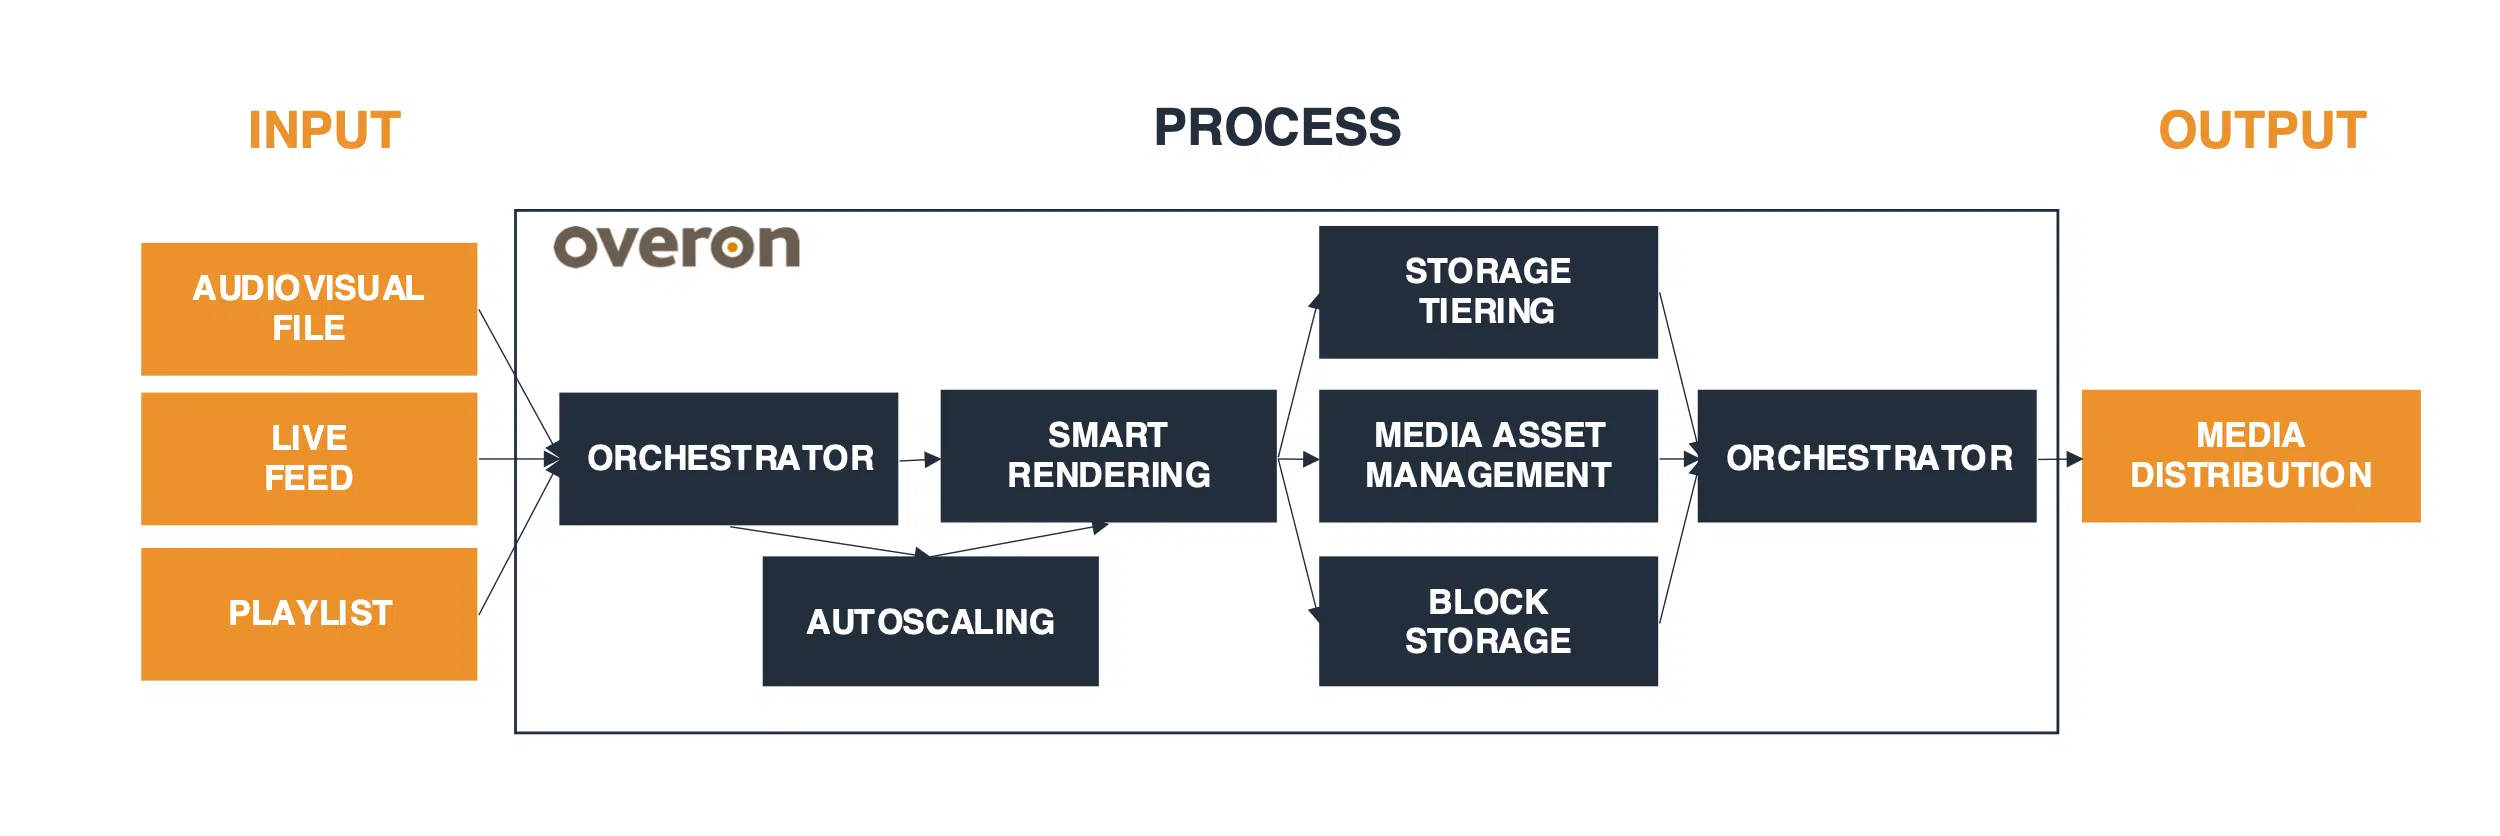 INPUT
PROCESS
OUTPUT
overon
AUDIOVISUAL
FILE
LIVE
FEED
PLAYLIST
ORCHESTRATOR
SMART
RENDERING
AUTOSCALING
STORAGE
TIERING
MEDIA ASSET
MANAGEMENT
BLOCK
STORAGE
ORCHESTRATOR
MEDIA
DISTRIBUTION